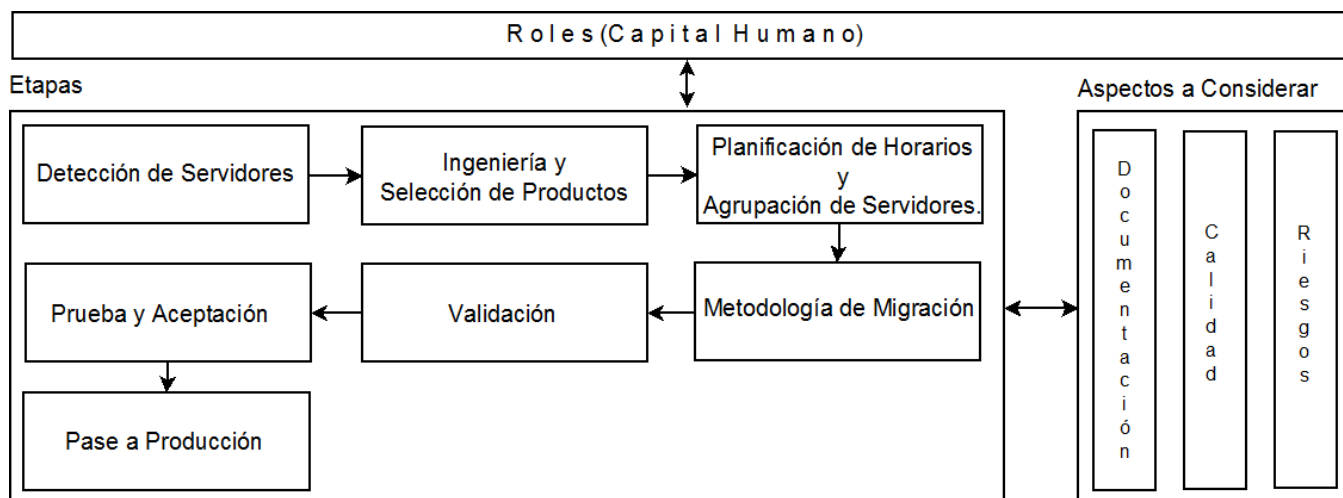 Roles (Capital Humano)
Etapas
Aspectos a Considerar
Detección de Servidores
Ingeniería y
Selección de Productos
Planificación de Horarios
y
Agrupación de Servidores.
Prueba y Aceptación
Validación
Metodología de Migración
Pase a Producción
Documentación
Calidad
Riesgos